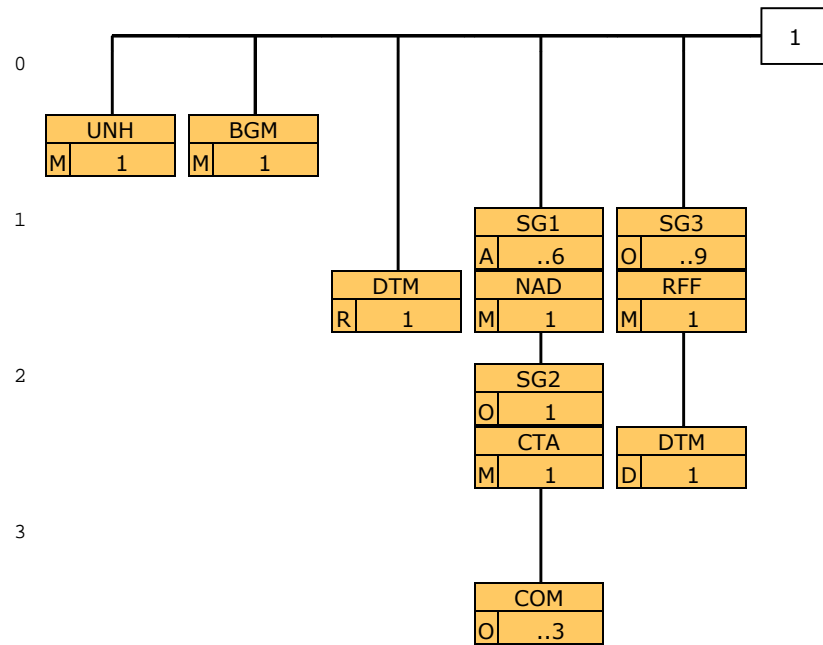 1
0
UNH
BGM
M 1
M 1
1
SG1
SG3
A ..6
O ..9
DTM
NAD
RFF
R 1
M 1
M 1
2
SG2
O 1
CTA
DTM
M 1
D 1
3
COM
O ..3